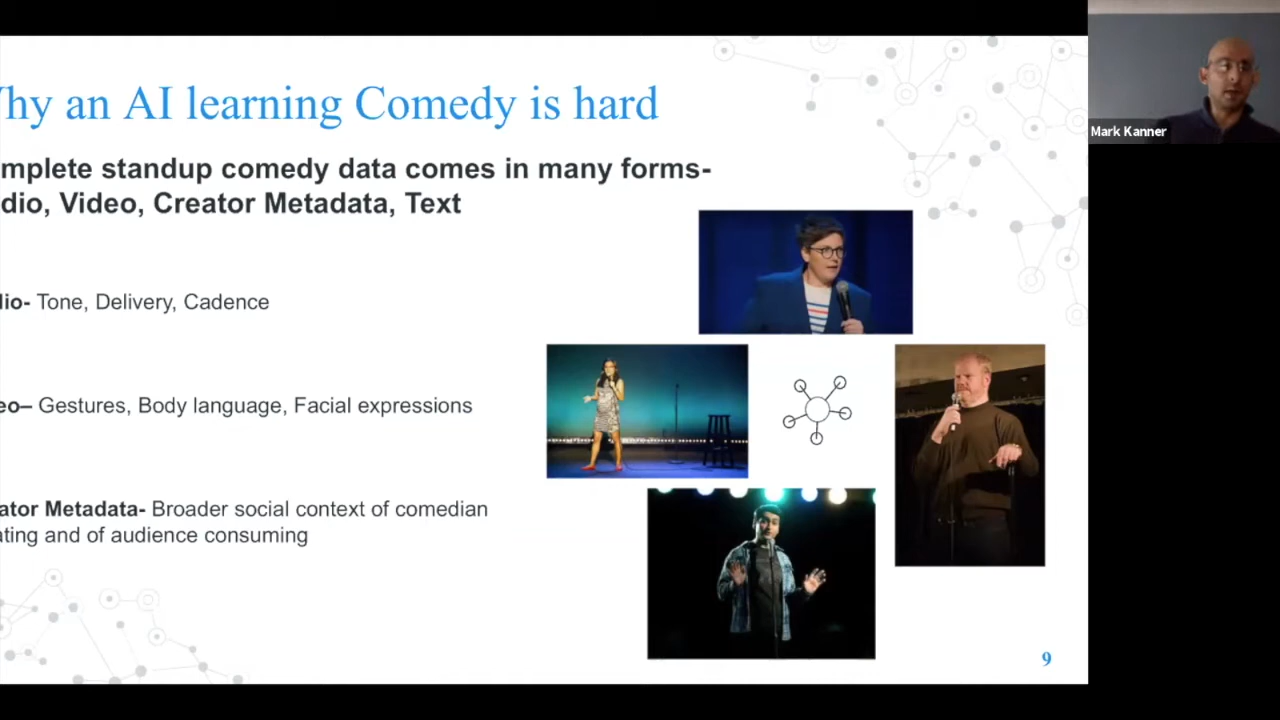 hy an AI learning Comedy is hard
mplete standup comedy data comes in many forms-
dio, Video, Creator Metadata, Text
lio- Tone, Delivery, Cadence
eo– Gestures, Body language, Facial expressions
ator Metadata- Broader social context of comedian
ating and of audience consuming
9
Mark Kanner